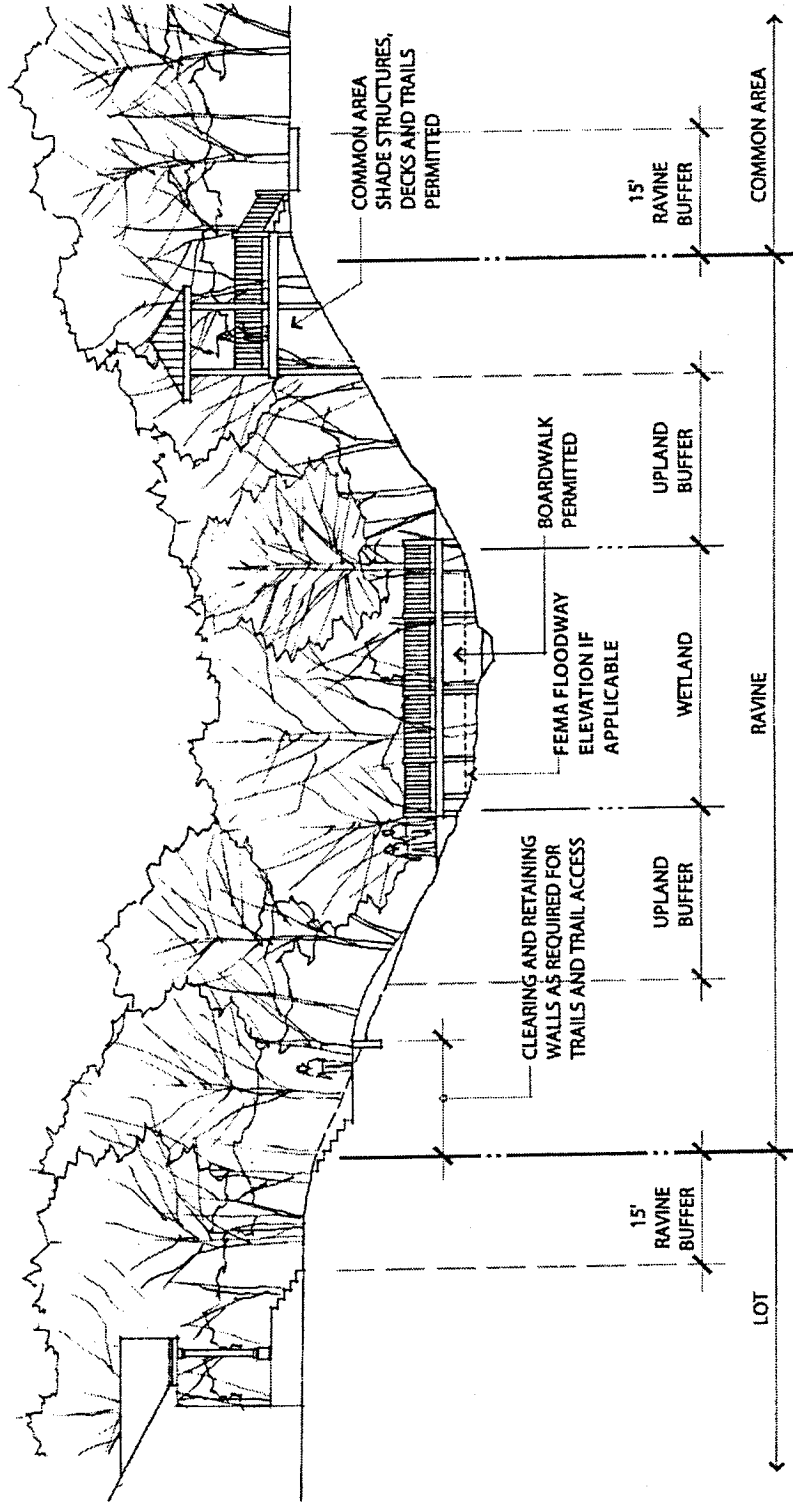 COMMON AREA
SHADE STRUCTURES,
DECKS AND TRAILS
PERMITTED
BOARDWALK
PERMITTED
FEMA FLOODWAY
ELEVATION IF
APPLICABLE
CLEARING AND RETAINING
WALLS AS REQUIRED FOR
TRAILS AND TRAIL ACCESS
15'
RAVINE
BUFFER
UPLAND
BUFFER
WETLAND
UPLAND
BUFFER
15'
RAVINE
BUFFER
LOT
RAVINE
COMMON AREA